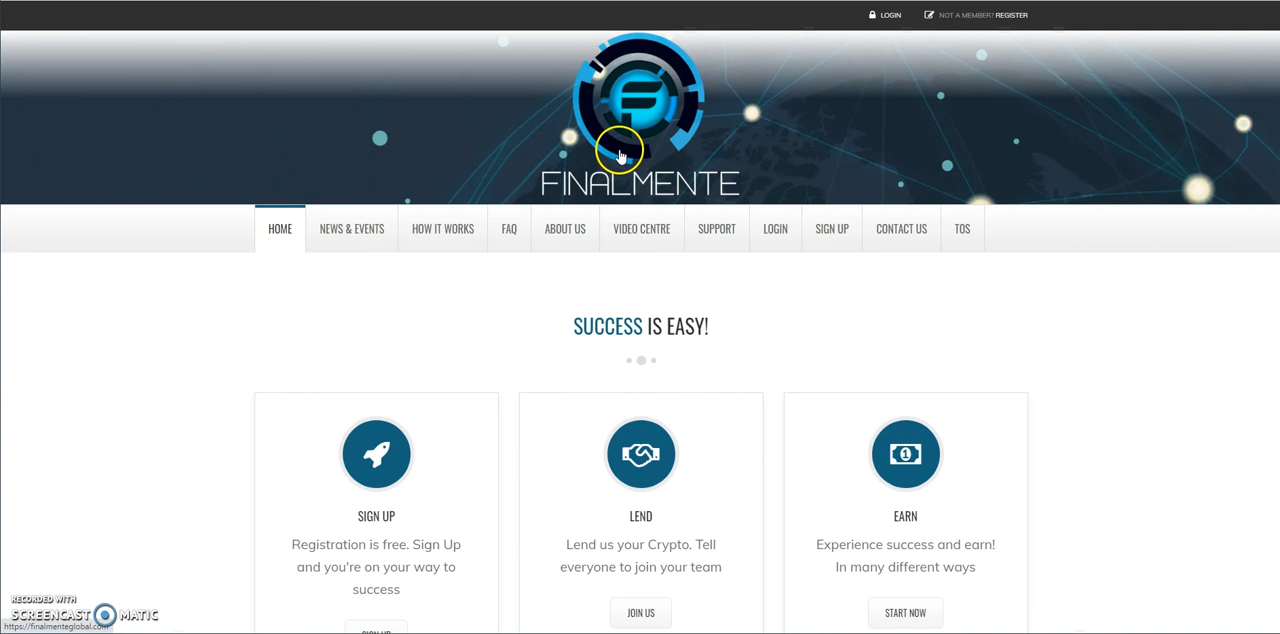 LOGIN
NOT A MEMBER? REGISTER
FINALMENTE
HOME
NEWS & EVENTS
HOW IT WORKS
FAQ
ABOUT US
VIDEO CENTRE
SUPPORT
LOGIN
SIGN UP
CONTACT US
TOS
SUCCESS IS EASY!
SIGN UP
Registration is free. Sign Up
and you're on your way to
success
SIGN UP
LEND
Lend us your Crypto. Tell
everyone to join your team
JOIN US
EARN
Experience success and earn!
In many different ways
START NOW
RECORDED WITH
SCREENCAST MATIC
https://finalmenteglobal.com